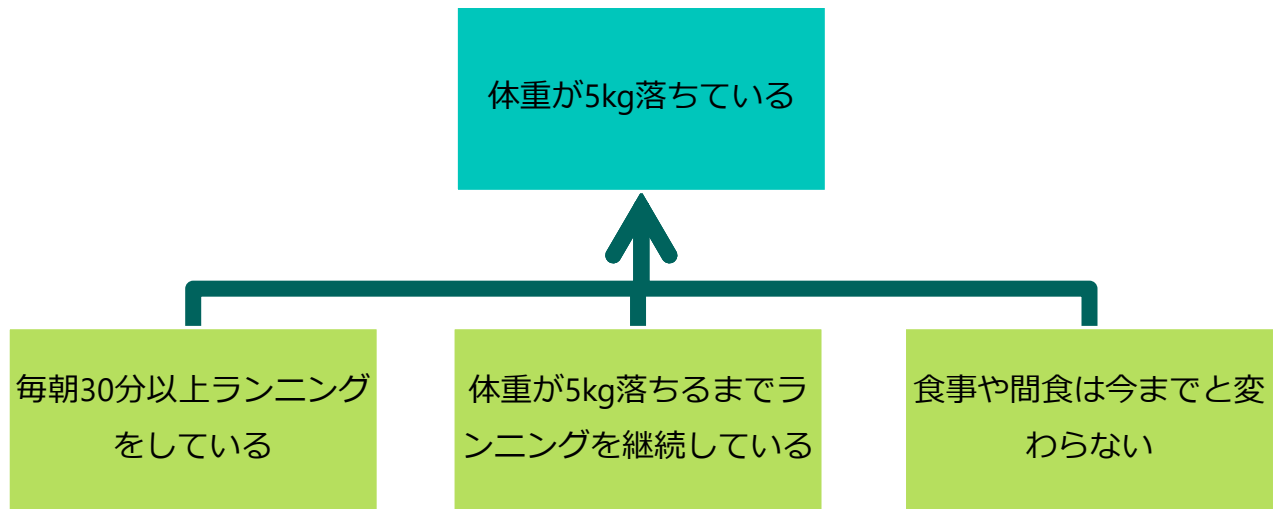 体重が5kg落ちている
毎朝30分以上ランニング
をしている
体重が5kg落ちるまでラ
ンニングを継続している
食事や間食は今までと変
わらない